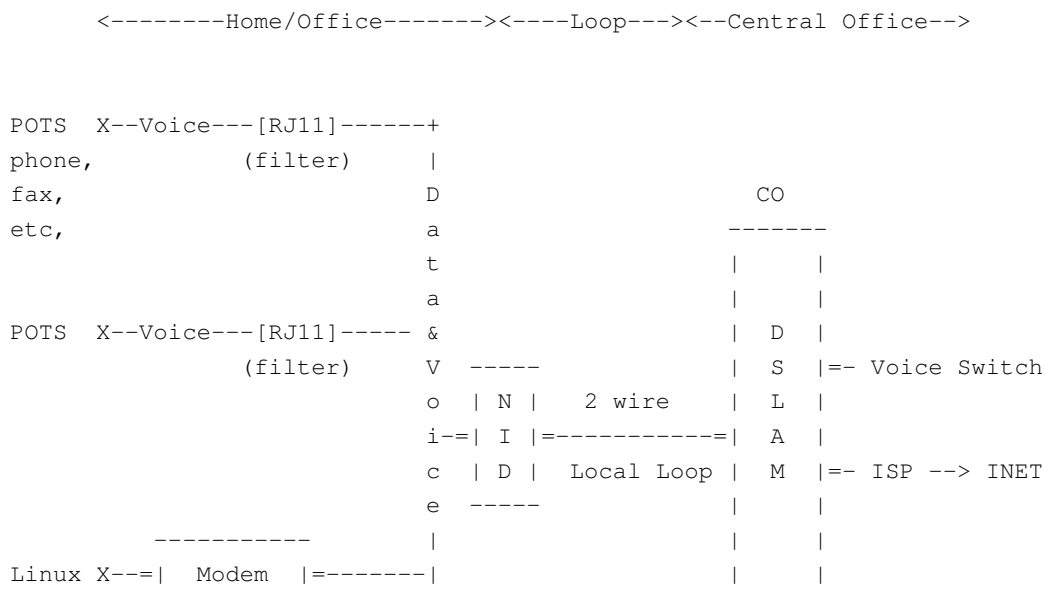 <--------Home/Office-------><----Loop---><--Central Office-->
POTS  X--Voice---[RJ11]------+
phone,           (filter)     |
fax,                          D                       CO
etc,                          a                     -------
                              t                     |     |
                              a                     |     |
POTS  X--Voice---[RJ11]----- &                     |  D  |
                 (filter)     V  -----              |  S  |=- Voice Switch
                              o  | N |   2 wire     |  L  |
                              i-=| I |=-----------=|  A  |
                              c  | D |  Local Loop |  M  |=- ISP --> INET
                              e  -----              |     |
           -----------        |                     |     |
Linux X--=|  Modem  |=-------|                     |     |